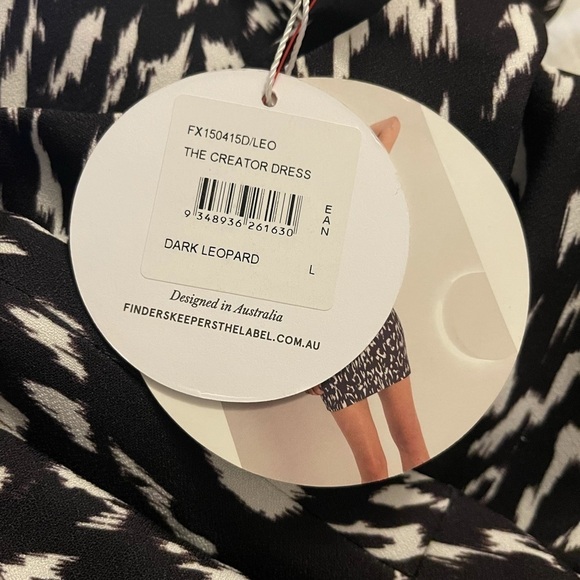 FX150415D/LEO
THE CREATOR DRESS
9 348936 261630
EAN
DARK LEOPARD
L
Designed in Australia
FINDERSKEEPERSTHELABEL.COM.AU